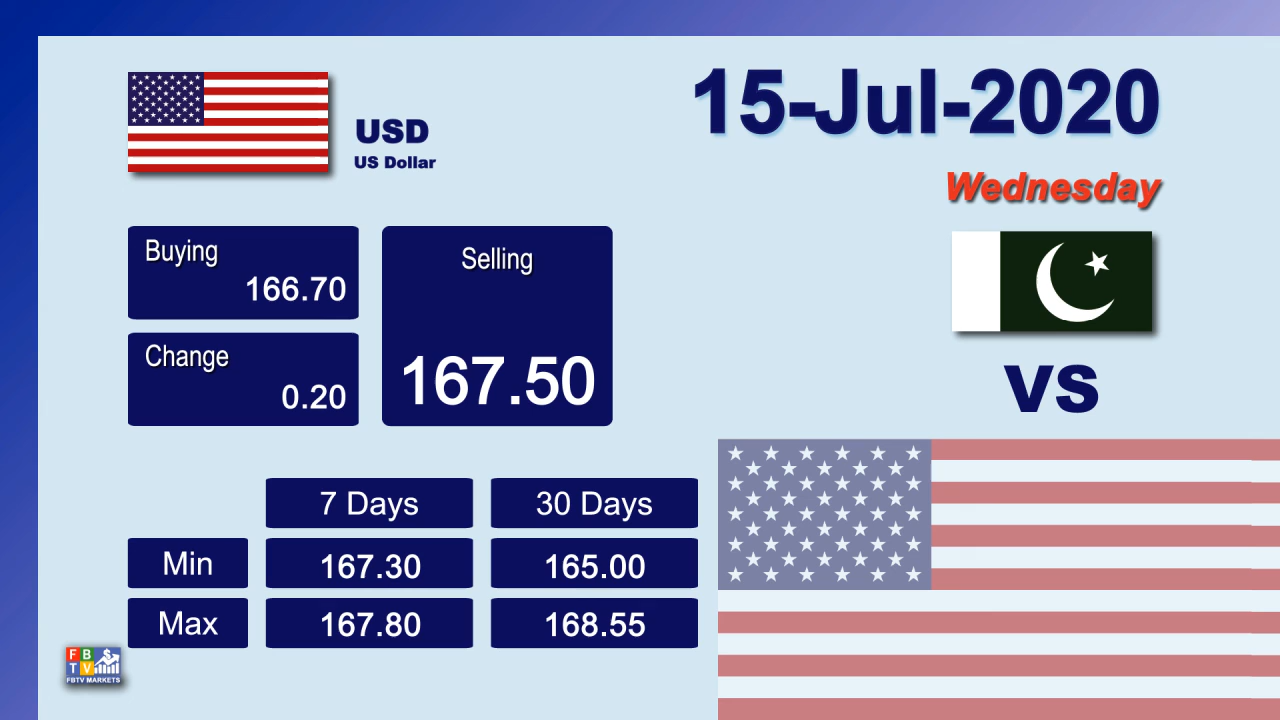 15-Jul-2020
Wednesday
USD
US Dollar
Buying
166.70
Selling
167.50
Change
0.20
VS
7 Days
30 Days
Min
167.30
165.00
Max
167.80
168.55
F B
T V
FBTV MARKETS